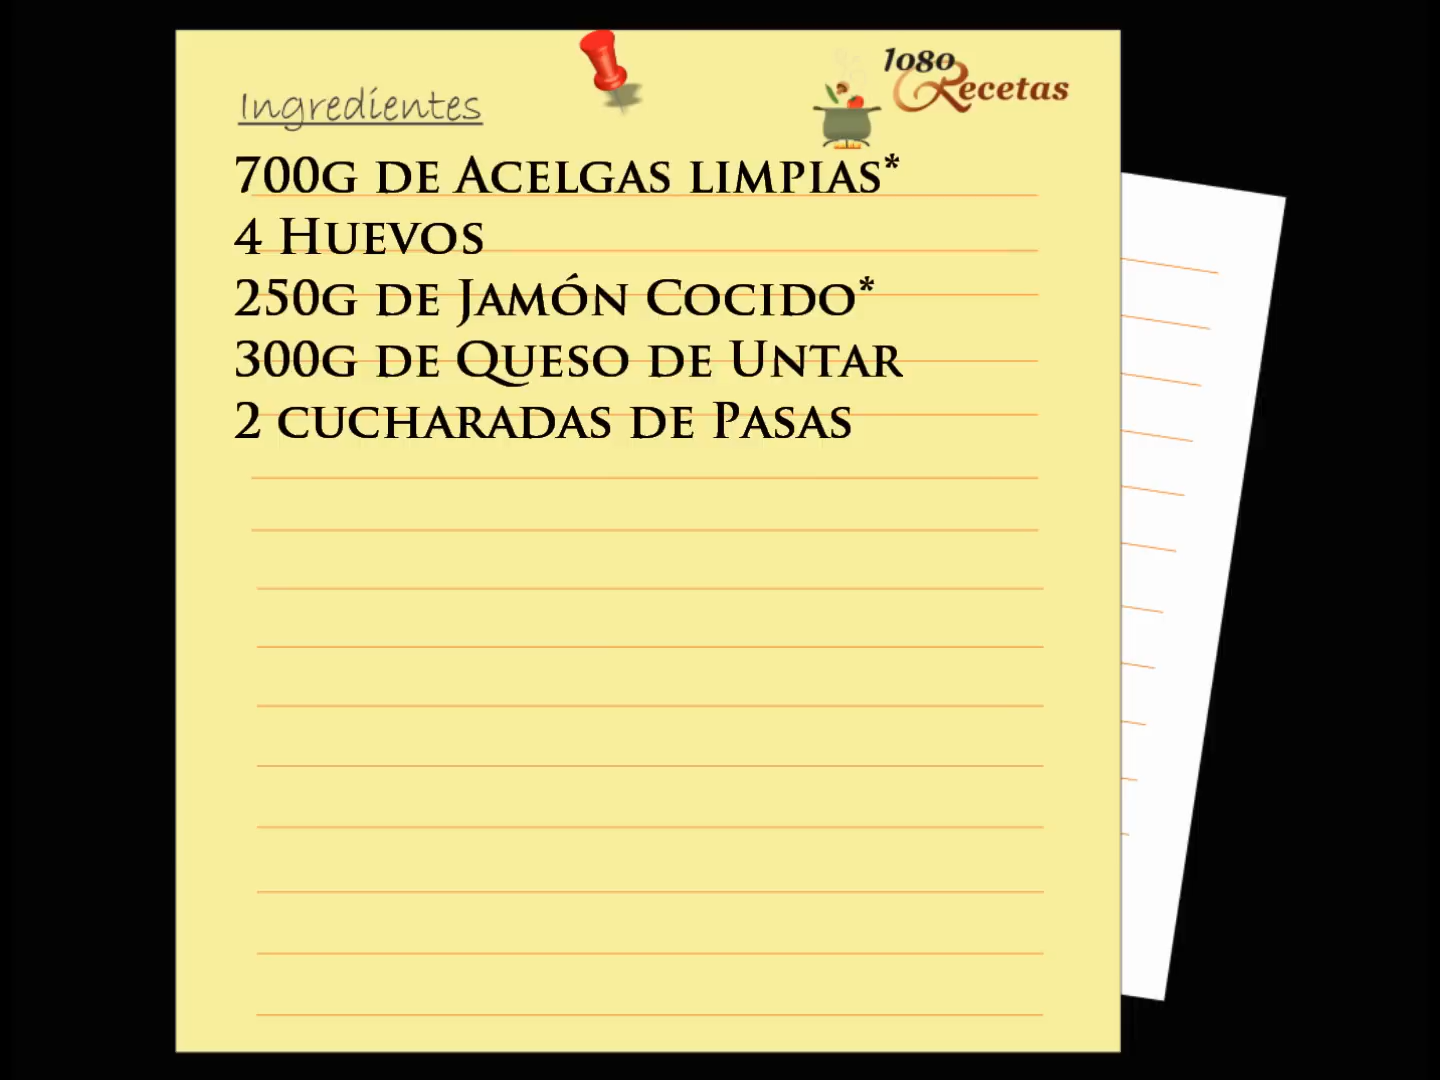 1080
Recetas
Ingredientes
700g de Acelgas limpias*
4 Huevos
250g de Jamón Cocido*
300g de Queso de Untar
2 cucharadas de Pasas